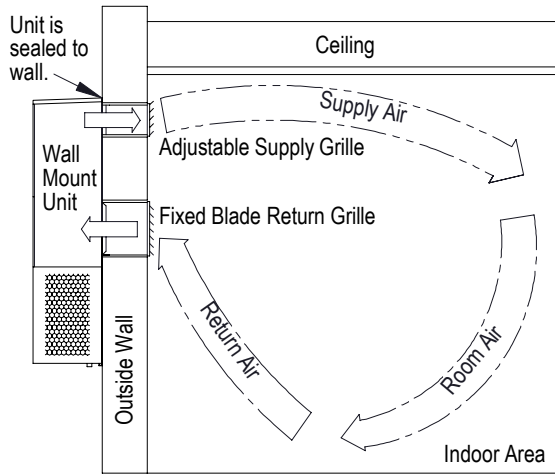 Unit is
sealed to
wall.
Ceiling
Supply Air
Adjustable Supply Grille
Wall
Mount
Unit
Fixed Blade Return Grille
Return Air
Room Air
Outside Wall
Indoor Area